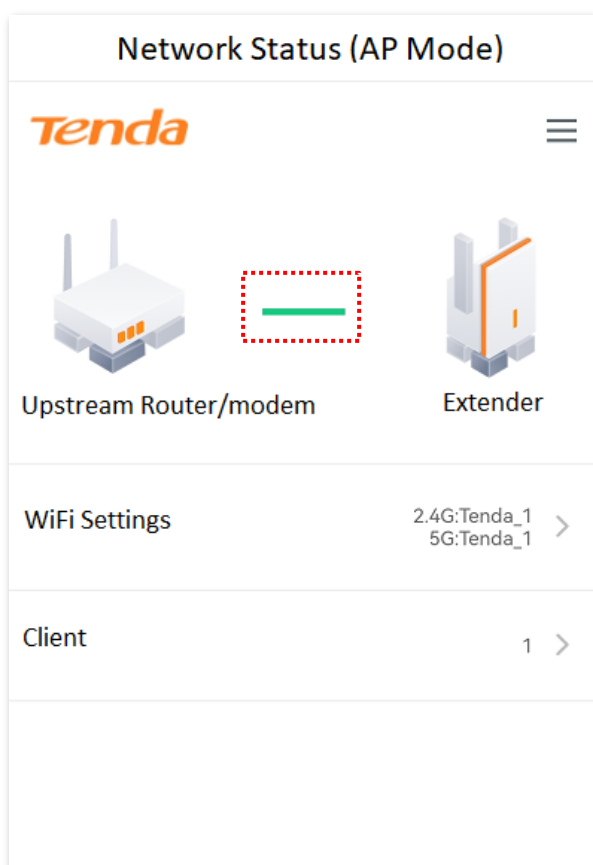 Network Status (AP Mode)
Tenda
Upstream Router/modem
Extender
WiFi Settings
2.4G:Tenda_1
5G:Tenda_1
Client
1